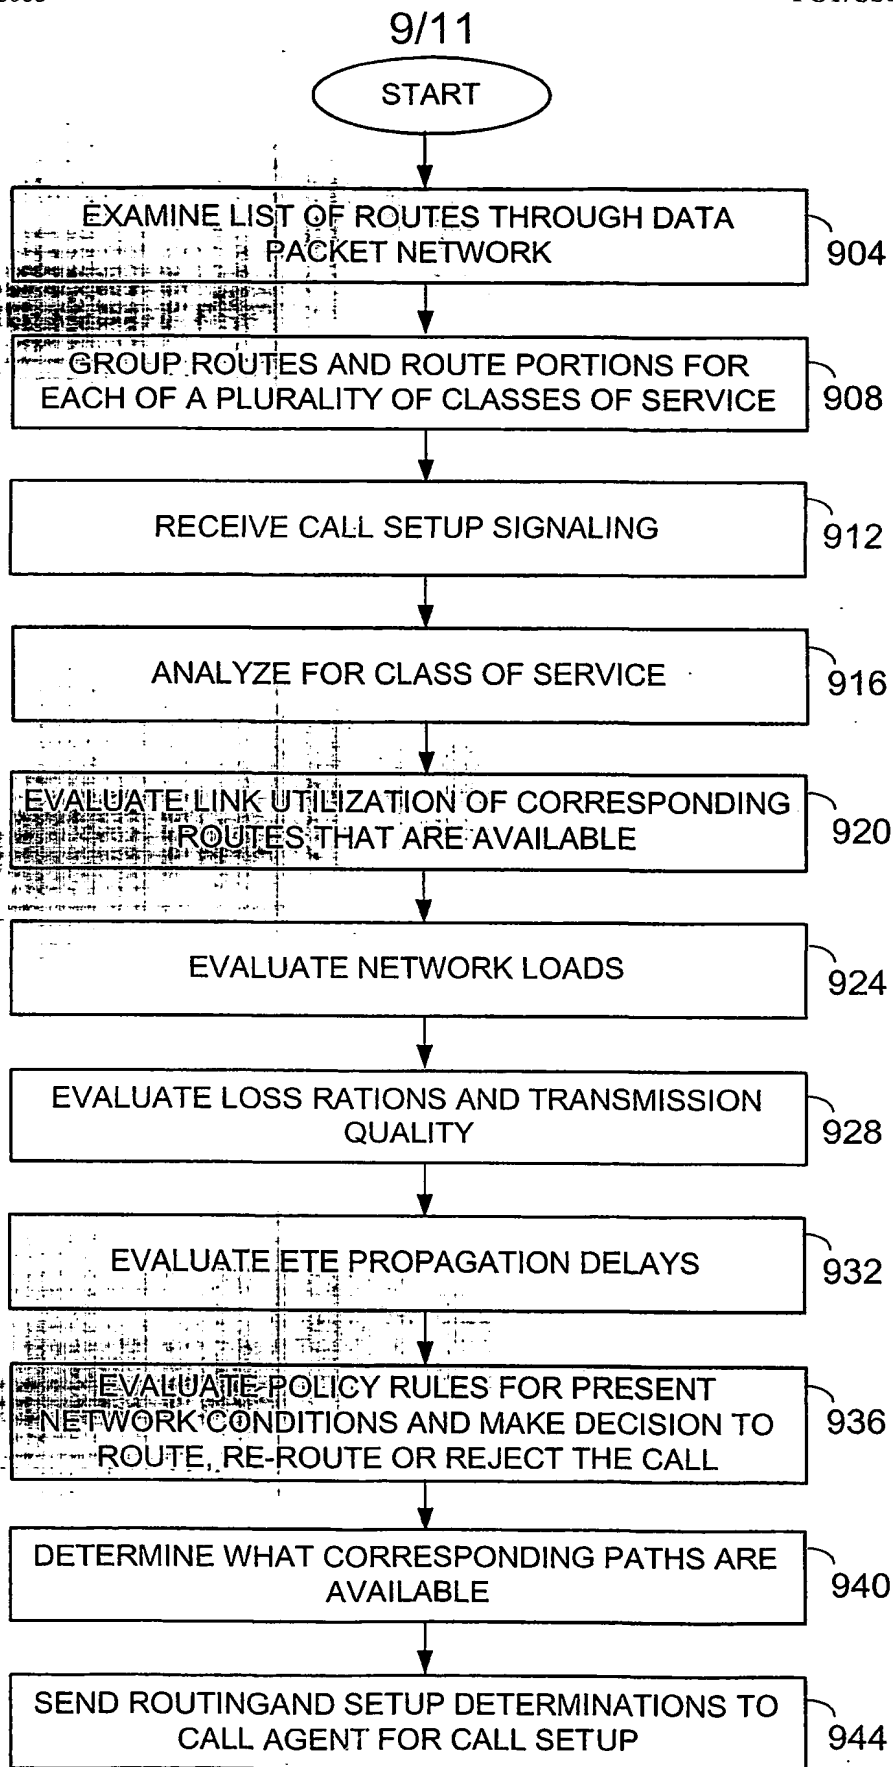 9/11
START
EXAMINE LIST OF ROUTES THROUGH DATA
PACKET NETWORK
904
GROUP ROUTES AND ROUTE PORTIONS FOR
EACH OF A PLURALITY OF CLASSES OF SERVICE
908
RECEIVE CALL SETUP SIGNALING
912
ANALYZE FOR CLASS OF SERVICE
916
EVALUATE LINK UTILIZATION OF CORRESPONDING
ROUTES THAT ARE AVAILABLE
920
EVALUATE NETWORK LOADS
924
EVALUATE LOSS RATIONS AND TRANSMISSION
QUALITY
928
EVALUATE ETE PROPAGATION DELAYS
932
EVALUATE POLICY RULES FOR PRESENT
NETWORK CONDITIONS AND MAKE DECISION TO
ROUTE, RE-ROUTE OR REJECT THE CALL
936
DETERMINE WHAT CORRESPONDING PATHS ARE
AVAILABLE
940
SEND ROUTINGAND SETUP DETERMINATIONS TO
CALL AGENT FOR CALL SETUP
944